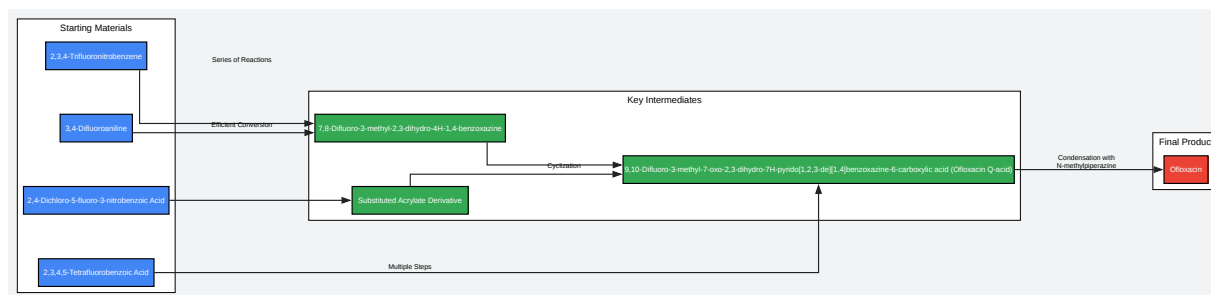 Starting Materials
2,3,4-Trifluoronitrobenzene
Series of Reactions
Key Intermediates
3,4-Difluoroaniline
Efficient Conversion
7,8-Difluoro-3-methyl-2,3-dihydro-4H-1,4-benzoxazine
Final Produc
Cyclization
9,10-Difluoro-3-methyl-7-oxo-2,3-dihydro-7H-pyrido[1,2,3-de][1,4]benzoxazine-6-carboxylic acid (Ofloxacin Q-acid)
Condensation with
N-methylpiperazine
Ofloxacin
2,4-Dichloro-5-fluoro-3-nitrobenzoic Acid
Substituted Acrylate Derivative
2,3,4,5-Tetrafluorobenzoic Acid
Multiple Steps